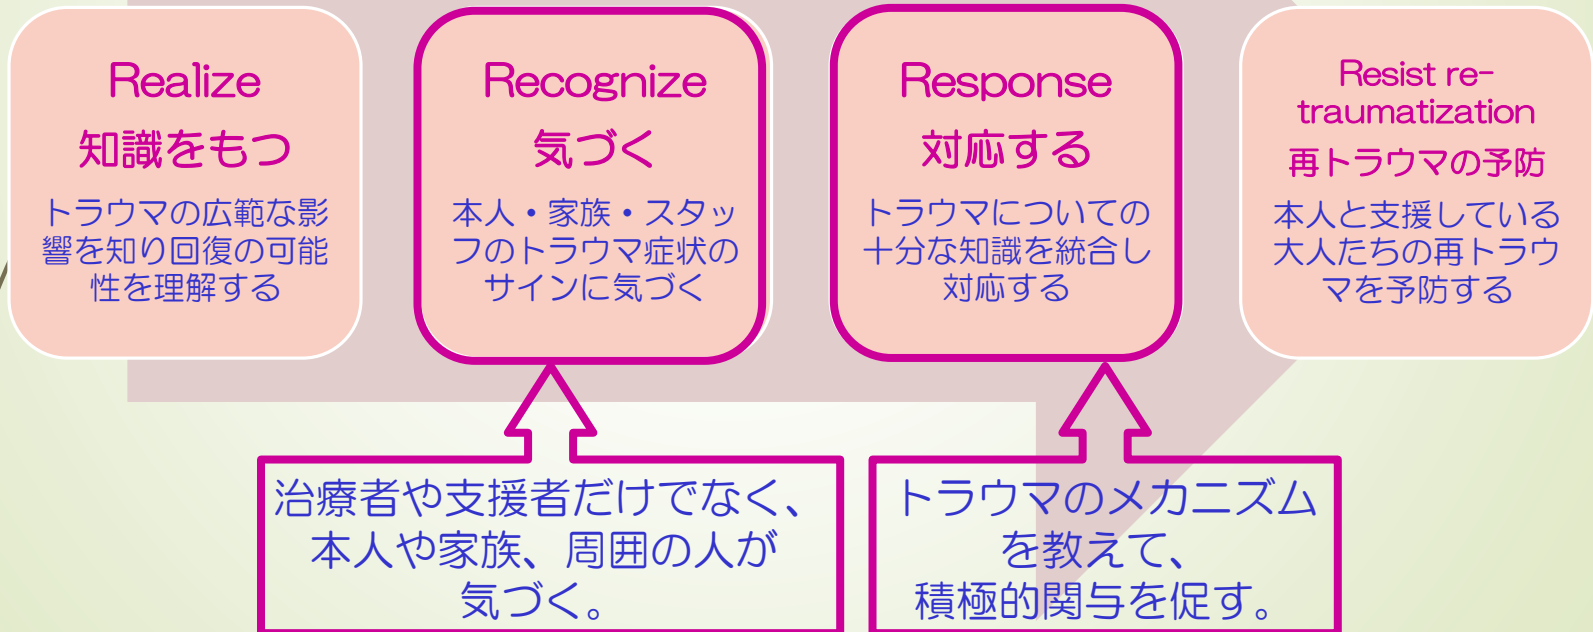 Realize
知識をもつ
トラウマの広範な影
響を知り回復の可能
性を理解する
Recognize
気づく
本人・家族・スタッ
フのトラウマ症状の
サインに気づく
Response
対応する
トラウマについての
十分な知識を統合し
対応する
Resist re-
traumatization
再トラウマの予防
本人と支援している
大人たちの再トラウ
マを予防する
治療者や支援者だけでなく、
本人や家族、周囲の人が
気づく。
トラウマのメカニズム
を教えて、
積極的関与を促す。